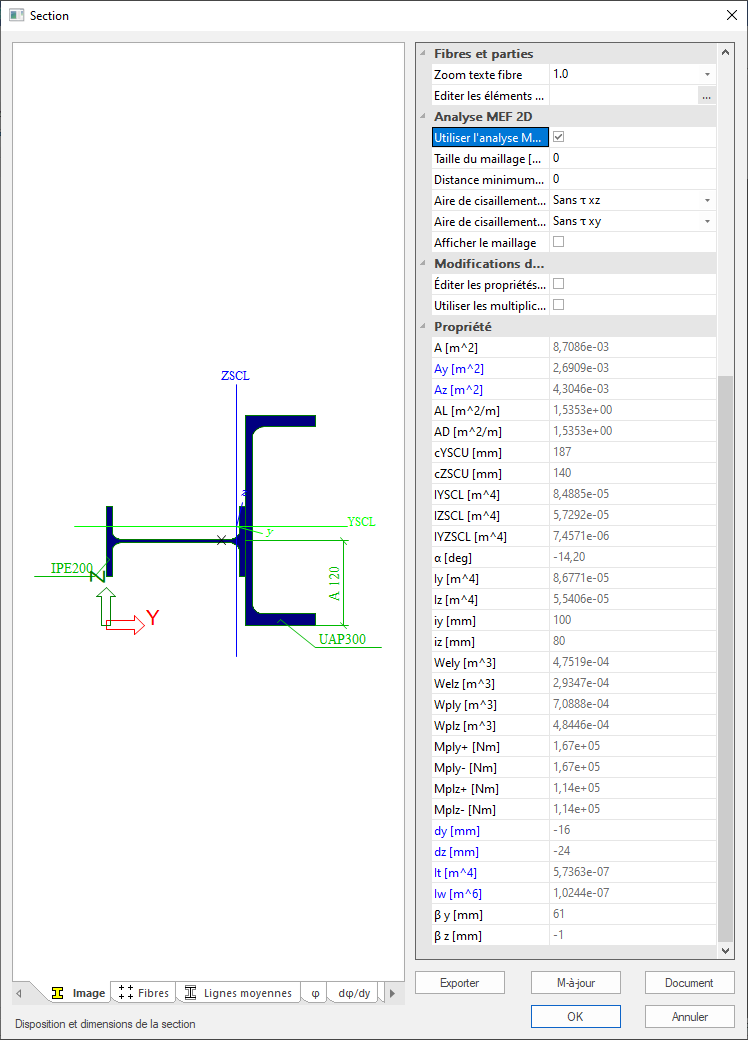 Section
ZSCL
z
YSCL
y
IPE200
Z
A 120
Y
UAP300
Image
Fibres
Lignes moyennes
φ
dφ/dy
Disposition et dimensions de la section
Fibres et parties
Zoom texte fibre 1.0
Editer les éléments ... ...
Analyse MEF 2D
Utiliser l'analyse M...
Taille du maillage [... 0
Distance minimum... 0
Aire de cisaillement... Sans τ xz
Aire de cisaillement... Sans τ xy
Afficher le maillage
Modifications d...
Éditer les propriétés...
Utiliser les multiplic...
Propriété
A [m^2] 8,7086e-03
Ay [m^2] 2,6909e-03
Az [m^2] 4,3046e-03
AL [m^2/m] 1,5353e+00
AD [m^2/m] 1,5353e+00
cYSCU [mm] 187
cZSCU [mm] 140
IYSCL [m^4] 8,4885e-05
IZSCL [m^4] 5,7292e-05
IYZSCL [m^4] 7,4571e-06
α [deg] -14,20
Iy [m^4] 8,6771e-05
Iz [m^4] 5,5406e-05
iy [mm] 100
iz [mm] 80
Wely [m^3] 4,7519e-04
Welz [m^3] 2,9347e-04
Wply [m^3] 7,0888e-04
Wplz [m^3] 4,8446e-04
Mply+ [Nm] 1,67e+05
Mply- [Nm] 1,67e+05
Mplz+ [Nm] 1,14e+05
Mplz- [Nm] 1,14e+05
dy [mm] -16
dz [mm] -24
It [m^4] 5,7363e-07
Iw [m^6] 1,0244e-07
β y [mm] 61
β z [mm] -1
Exporter
M-à-jour
Document
OK
Annuler